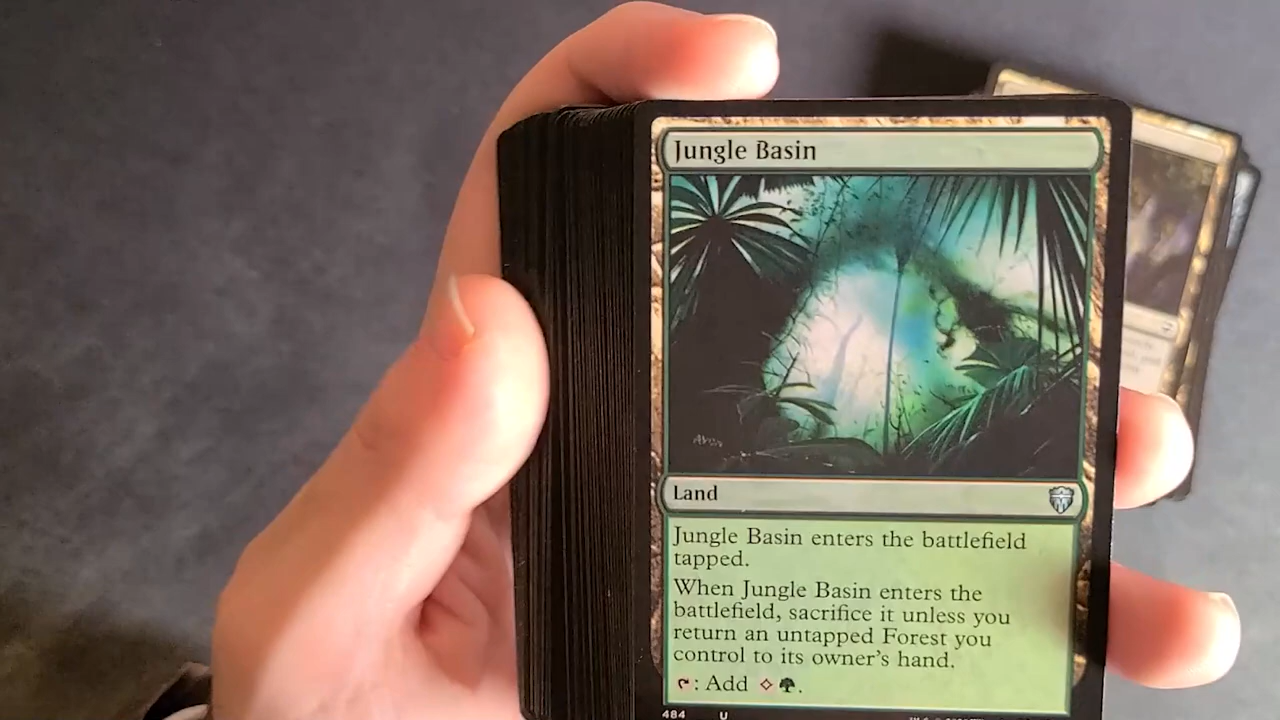 Jungle Basin
Land
Jungle Basin enters the battlefield
tapped.
When Jungle Basin enters the
battlefield, sacrifice it unless you
return an untapped Forest you
control to its owner's hand.
: Add .
484 U